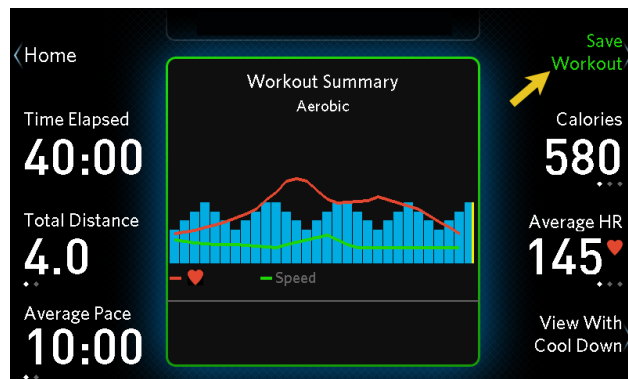 Home
Save
Workout
Workout Summary
Aerobic
Time Elapsed
40:00
Calories
580
Total Distance
4.0
Average HR
145
Speed
Average Pace
10:00
View With
Cool Down